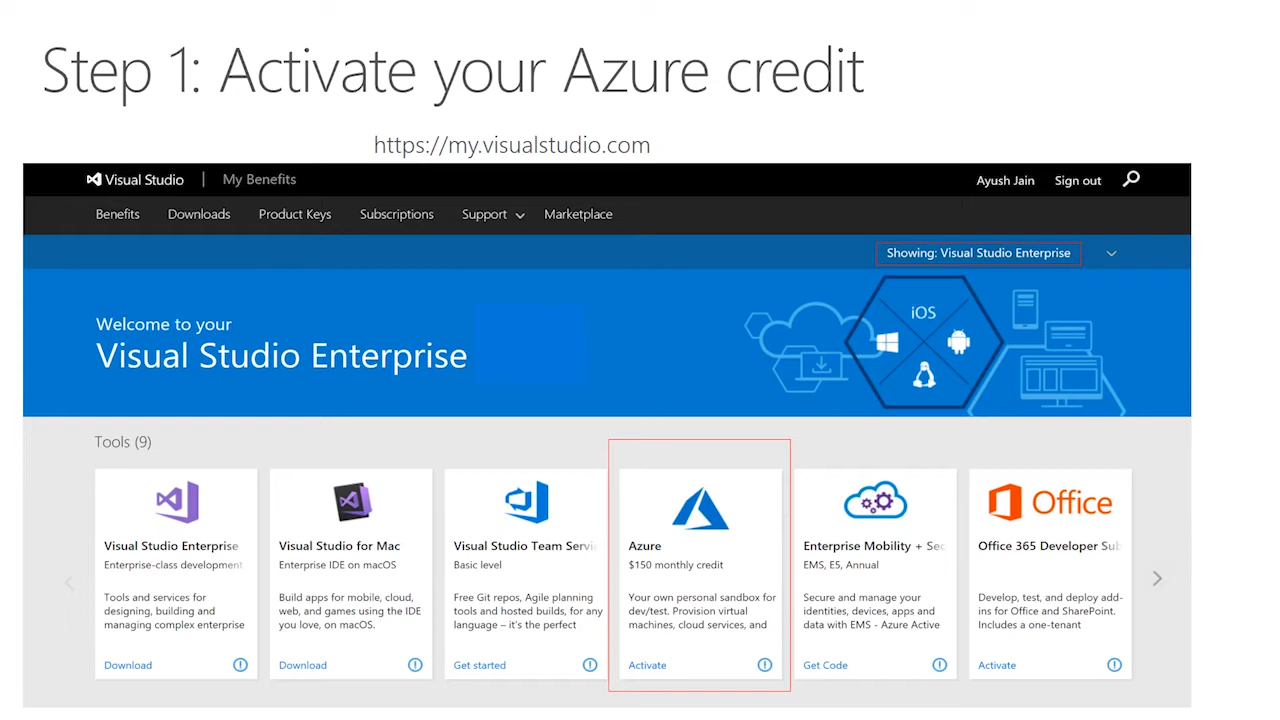 Step 1: Activate your Azure credit
https://my.visualstudio.com
Visual Studio | My Benefits
Ayush Jain Sign out
Benefits Downloads Product Keys Subscriptions Support Marketplace
Showing: Visual Studio Enterprise
iOS
Welcome to your
Visual Studio Enterprise
Tools (9)
Visual Studio Enterprise
Enterprise-class development
Tools and services for
designing, building and
managing complex enterprise
Download
Visual Studio for Mac
Enterprise IDE on macOS
Build apps for mobile, cloud,
web, and games using the IDE
you love, on macOS.
Download
Visual Studio Team Servi
Basic level
Free Git repos, Agile planning
tools and hosted builds, for any
language – it's the perfect
Get started
Azure
$150 monthly credit
Your own personal sandbox for
dev/test. Provision virtual
machines, cloud services, and
Activate
Enterprise Mobility + Sec
EMS, E5, Annual
Secure and manage your
identities, devices, apps and
data with EMS - Azure Active
Get Code
Office
Office 365 Developer Sub
Develop, test, and deploy add-
ins for Office and SharePoint.
Includes a one-tenant
Activate